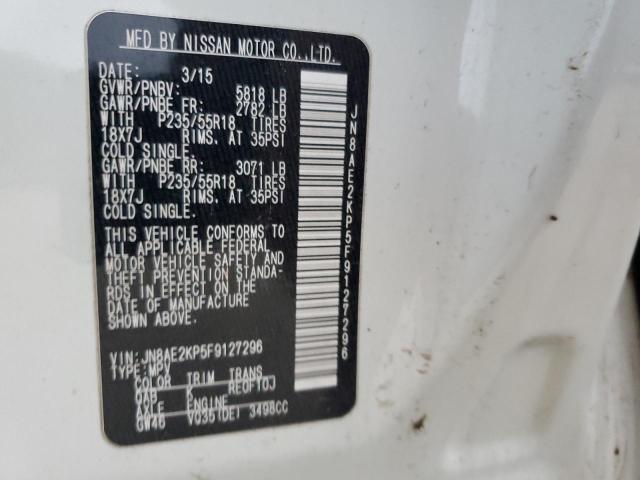 MFD BY NISSAN MOTOR CO.,LTD.
DATE: 3/15
GVWR/PNBV: 5818 LB
GAWR/PNBE FR: 2782 LB
WITH P235/55R18 TIRES
18X7J RIMS. AT 35PSI
COLD SINGLE.
GAWR/PNBE RR: 3071 LB
WITH P235/55R18 TIRES
18X7J RIMS. AT 35PSI
COLD SINGLE.
THIS VEHICLE CONFORMS TO
ALL APPLICABLE FEDERAL
MOTOR VEHICLE SAFETY AND
THEFT PREVENTION STANDA-
RDS IN EFFECT ON THE
DATE OF MANUFACTURE
SHOWN ABOVE.
VIN: JN8AE2KP5F9127296
TYPE: MPV
COLOR TRIM TRANS
QAB K RE0F10J
AXLE ENGINE
GW46 VQ35(DE) 3498CC
JN8AE2KP5F9127296